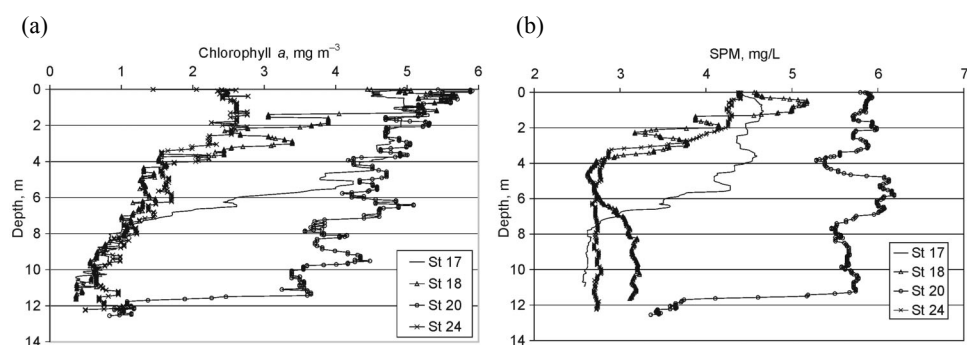 (a)
Chlorophyll a, mg m⁻³
0 1 2 3 4 5 6
0
2
4
6
8
10
12
14
Depth, m
St 17
St 18
St 20
St 24
(b)
SPM, mg/L
2 3 4 5 6 7
0
2
4
6
8
10
12
14
Depth, m
St 17
St 18
St 20
St 24